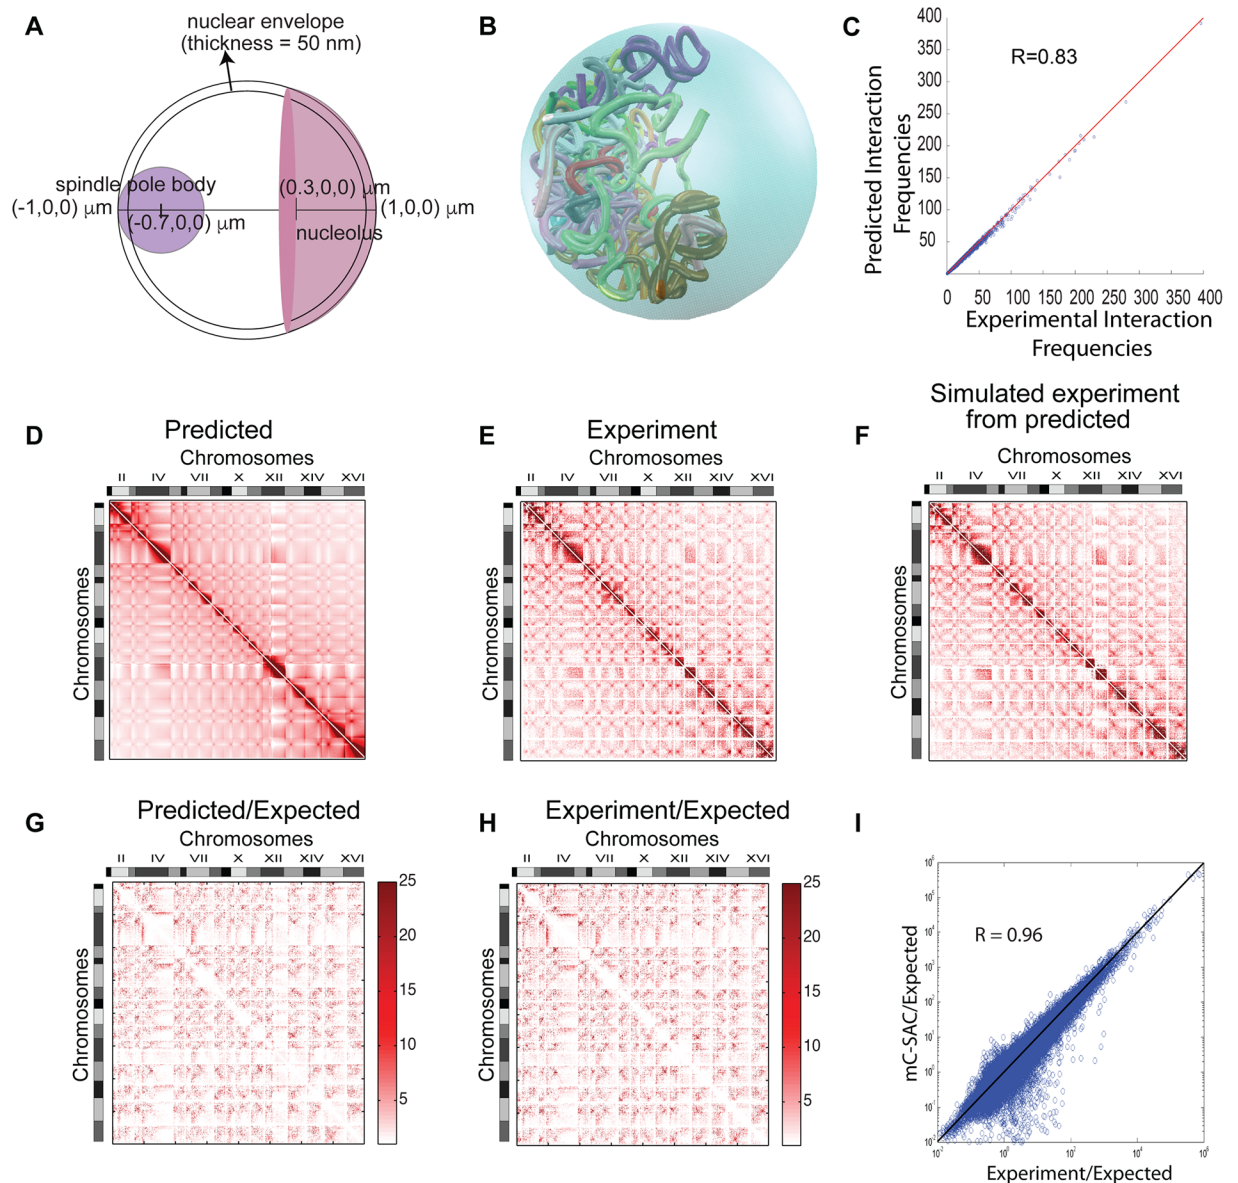 A
nuclear envelope
(thickness = 50 nm)
spindle pole body
(-1,0,0) μm
(-0.7,0,0) μm
(0.3,0,0) μm
(1,0,0) μm
nucleolus
B
C
400
350
300
250
200
150
100
50
Predicted Interaction
Frequencies
R=0.83
0 50 100 150 200 250 300 350 400
Experimental Interaction
Frequencies
D
Predicted
Chromosomes
II IV VII X XII XIV XVI
Chromosomes
E
Experiment
Chromosomes
II IV VII X XII XIV XVI
Chromosomes
F
Simulated experiment
from predicted
Chromosomes
II IV VII X XII XIV XVI
Chromosomes
G
Predicted/Expected
Chromosomes
II IV VII X XII XIV XVI
Chromosomes
25
20
15
10
5
H
Experiment/Expected
Chromosomes
II IV VII X XII XIV XVI
Chromosomes
25
20
15
10
5
I
mC-SAC/Expected
R = 0.96
Experiment/Expected